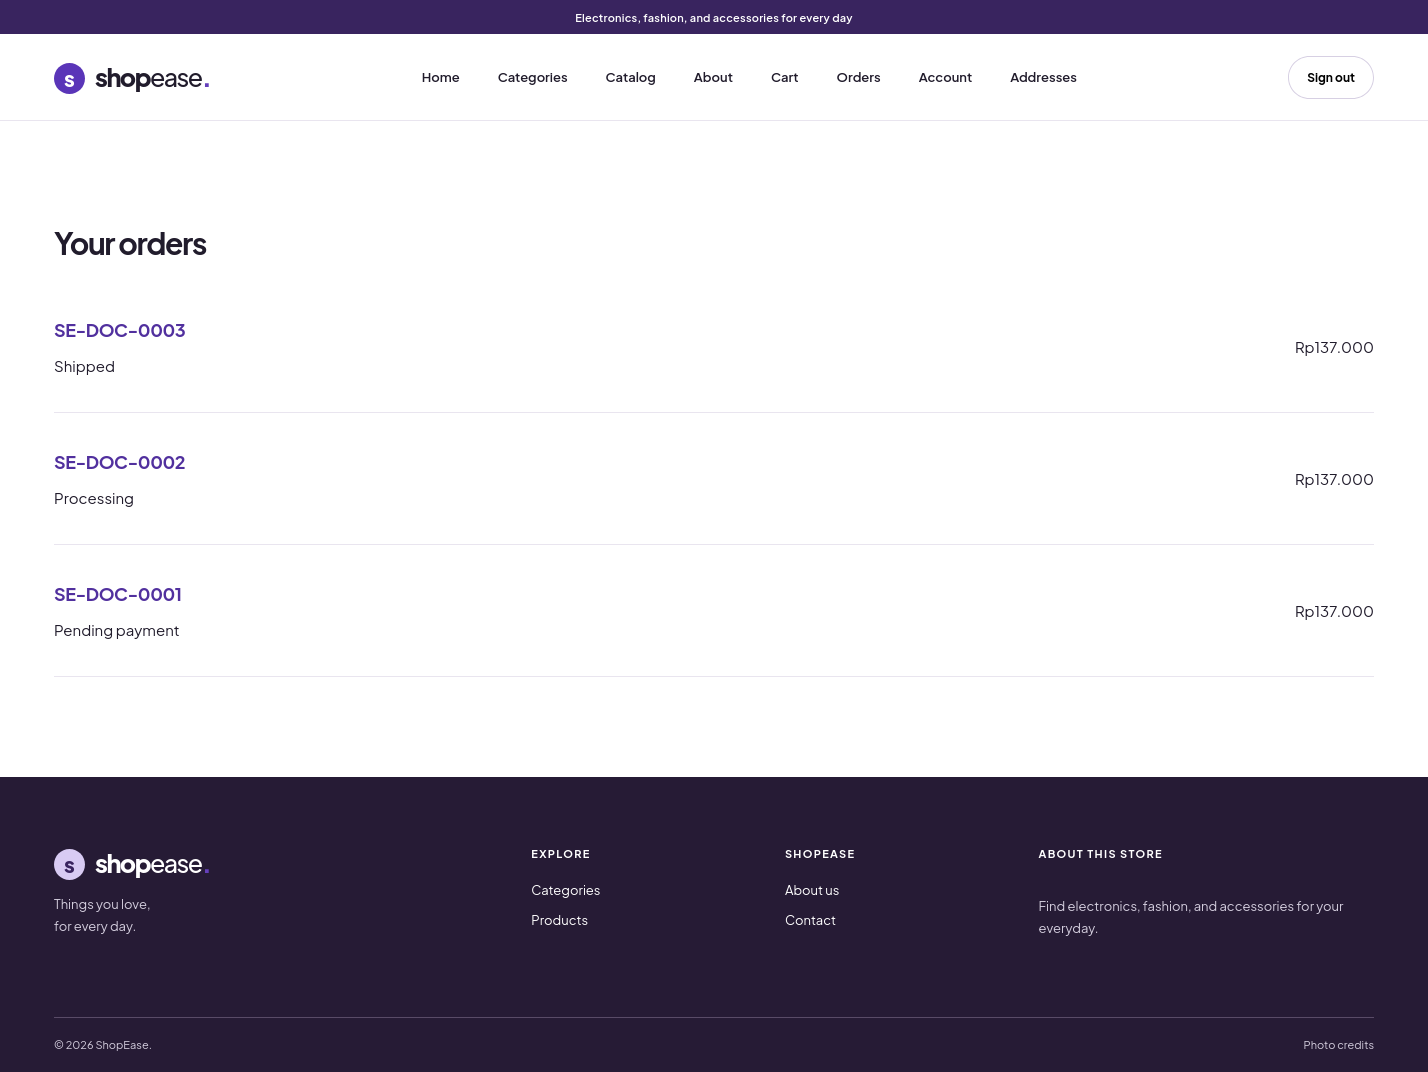 Electronics, fashion, and accessories for every day
s shopease.
Home Categories Catalog About Cart Orders Account Addresses
Sign out
Your orders
SE-DOC-0003
Shipped
Rp137.000
SE-DOC-0002
Processing
Rp137.000
SE-DOC-0001
Pending payment
Rp137.000
s shopease.
Things you love,
for every day.
EXPLORE
Categories
Products
SHOPEASE
About us
Contact
ABOUT THIS STORE
Find electronics, fashion, and accessories for your
everyday.
© 2026 ShopEase.
Photo credits